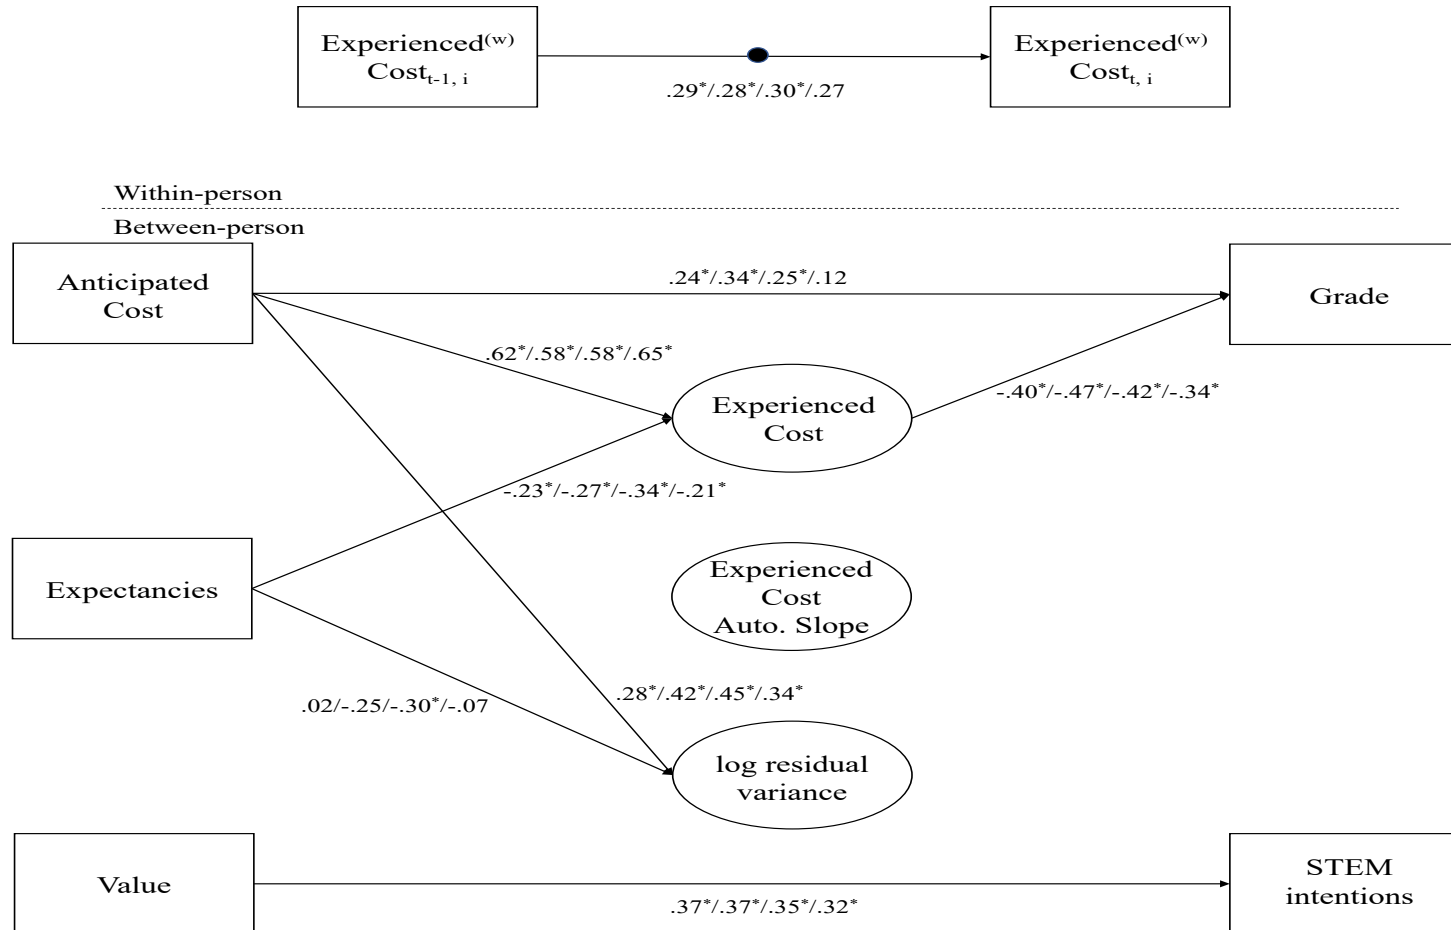 Experienced(w)
Cost t-1, i
Experienced(w)
Cost t, i
.29*/.28*/.30*/.27
Within-person
Between-person
Anticipated
Cost
.24*/.34*/.25*/.12
Grade
.62*/.58*/.58*/.65*
Experienced
Cost
-.40*/-.47*/-.42*/-.34*
-.23*/-.27*/-.34*/-.21*
Expectancies
Experienced
Cost
Auto. Slope
.28*/.42*/.45*/.34*
.02/-.25/-.30*/-.07
log residual
variance
Value
.37*/.37*/.35*/.32*
STEM
intentions